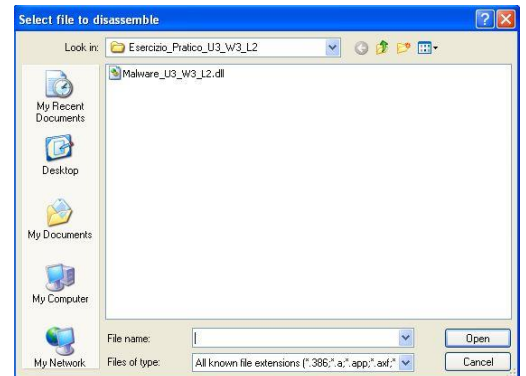 Select file to disassemble
Look in: Esercizio_Pratico_U3_W3_L2
Malware_U3_W3_L2.dll
My Recent
Documents
Desktop
My Documents
My Computer
My Network
File name:
Open
Files of type: All known file extensions (*.386;*.a;*.app;*.axf;*
Cancel